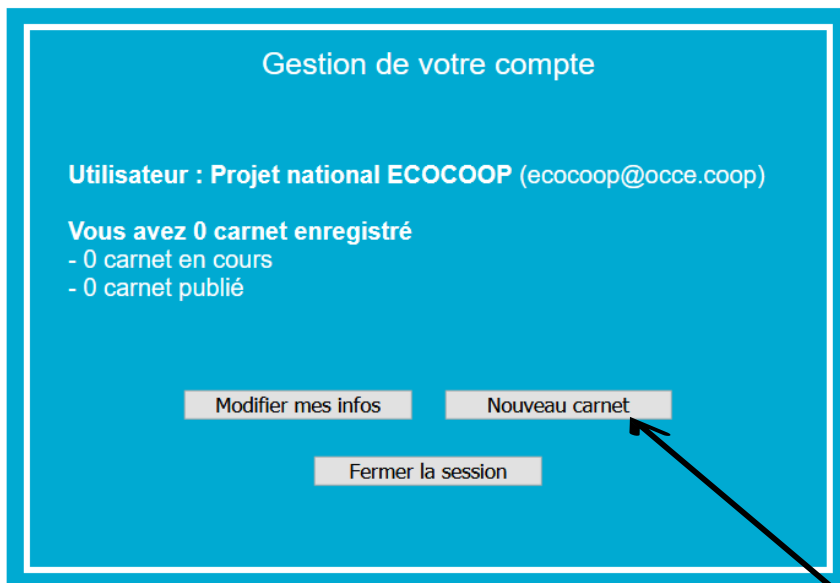 Gestion de votre compte
Utilisateur : Projet national ECOCOOP (ecocoop@occe.coop)
Vous avez 0 carnet enregistré
- 0 carnet en cours
- 0 carnet publié
Modifier mes infos
Nouveau carnet
Fermer la session